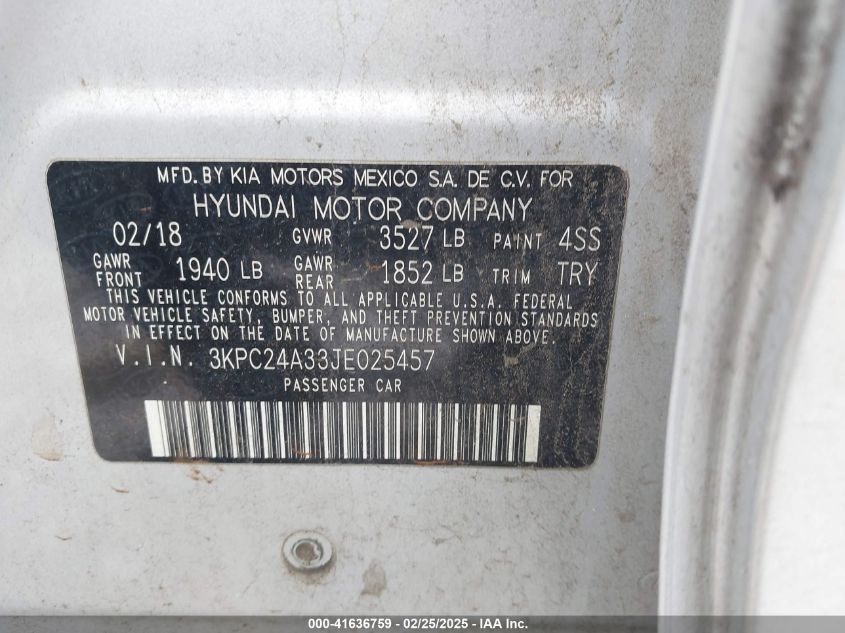 MFD. BY KIA MOTORS MEXICO S.A. DE C.V. FOR
HYUNDAI MOTOR COMPANY
02/18 GVWR 3527 LB PAINT 4SS
GAWR FRONT 1940 LB GAWR REAR 1852 LB TRIM TRY
THIS VEHICLE CONFORMS TO ALL APPLICABLE U.S.A. FEDERAL
MOTOR VEHICLE SAFETY, BUMPER, AND THEFT PREVENTION STANDARDS
IN EFFECT ON THE DATE OF MANUFACTURE SHOWN ABOVE.
V.I.N. 3KPC24A33JE025457
PASSENGER CAR
000-41636759 - 02/25/2025 - IAA Inc.